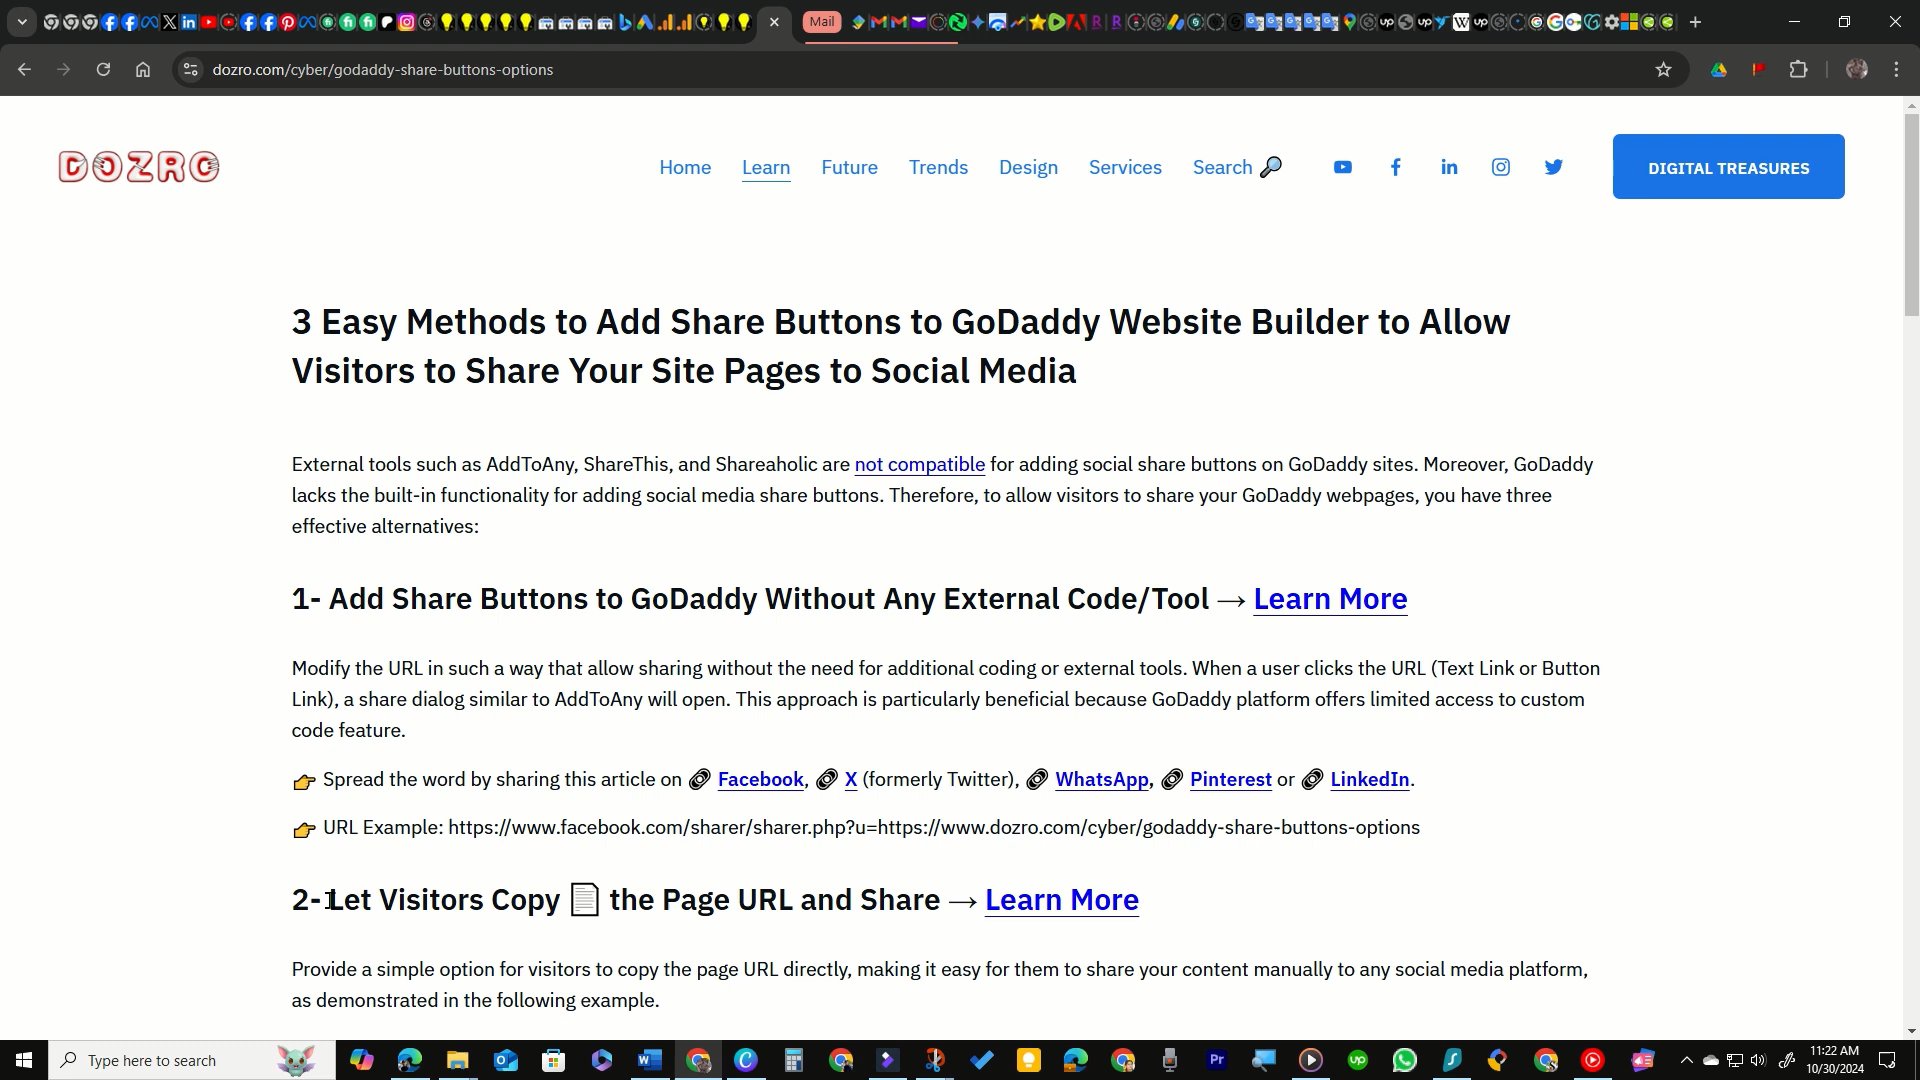 Mail
dozro.com/cyber/godaddy-share-buttons-options
DOZRO
Home Learn Future Trends Design Services Search
DIGITAL TREASURES
3 Easy Methods to Add Share Buttons to GoDaddy Website Builder to Allow
Visitors to Share Your Site Pages to Social Media
External tools such as AddToAny, ShareThis, and Shareaholic are not compatible for adding social share buttons on GoDaddy sites. Moreover, GoDaddy
lacks the built-in functionality for adding social media share buttons. Therefore, to allow visitors to share your GoDaddy webpages, you have three
effective alternatives:
1- Add Share Buttons to GoDaddy Without Any External Code/Tool → Learn More
Modify the URL in such a way that allow sharing without the need for additional coding or external tools. When a user clicks the URL (Text Link or Button
Link), a share dialog similar to AddToAny will open. This approach is particularly beneficial because GoDaddy platform offers limited access to custom
code feature.
👉 Spread the word by sharing this article on 🔗 Facebook, 🔗 X (formerly Twitter), 🔗 WhatsApp, 🔗 Pinterest or 🔗 LinkedIn.
👉 URL Example: https://www.facebook.com/sharer/sharer.php?u=https://www.dozro.com/cyber/godaddy-share-buttons-options
2- Let Visitors Copy 📄 the Page URL and Share → Learn More
Provide a simple option for visitors to copy the page URL directly, making it easy for them to share your content manually to any social media platform,
as demonstrated in the following example.
Type here to search
11:22 AM
10/30/2024